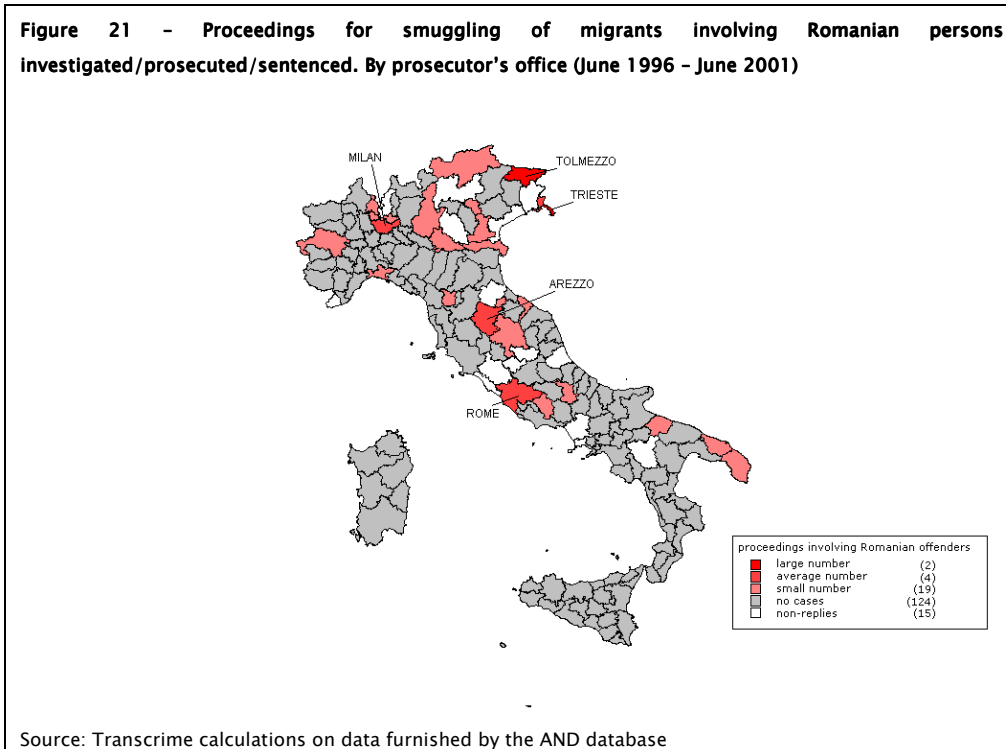 Figure 21 – Proceedings for smuggling of migrants involving Romanian persons
investigated/prosecuted/sentenced. By prosecutor's office (June 1996 – June 2001)
MILAN
TOLMEZZO
TRIESTE
AREZZO
ROME
proceedings involving Romanian offenders
large number (2)
average number (4)
small number (19)
no cases (124)
non-replies (15)
Source: Transcrime calculations on data furnished by the AND database